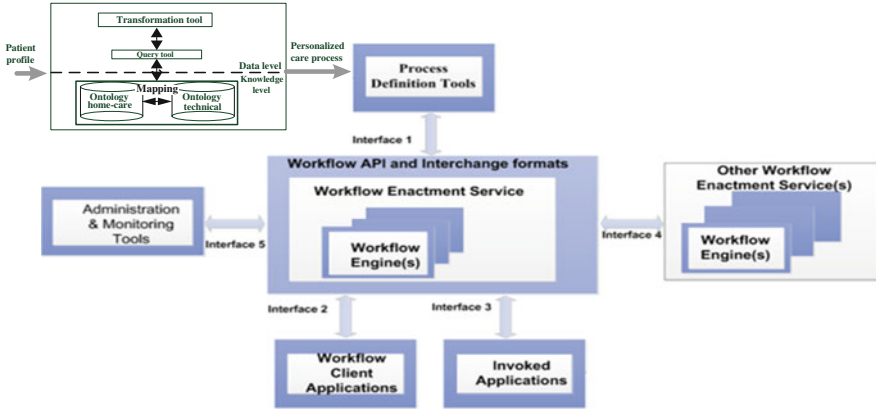 Transformation tool
Patient
profile
Query tool
Personalized
care process
Data level
Knowledge
level
Mapping
Ontology
home-care
Ontology
technical
Process
Definition Tools
Interface 1
Workflow API and Interchange formats
Workflow Enactment Service
Workflow
Engine(s)
Other Workflow
Enactment Service(s)
Workflow
Engine(s)
Administration
& Monitoring
Tools
Interface 5
Interface 4
Interface 2
Interface 3
Workflow
Client
Applications
Invoked
Applications